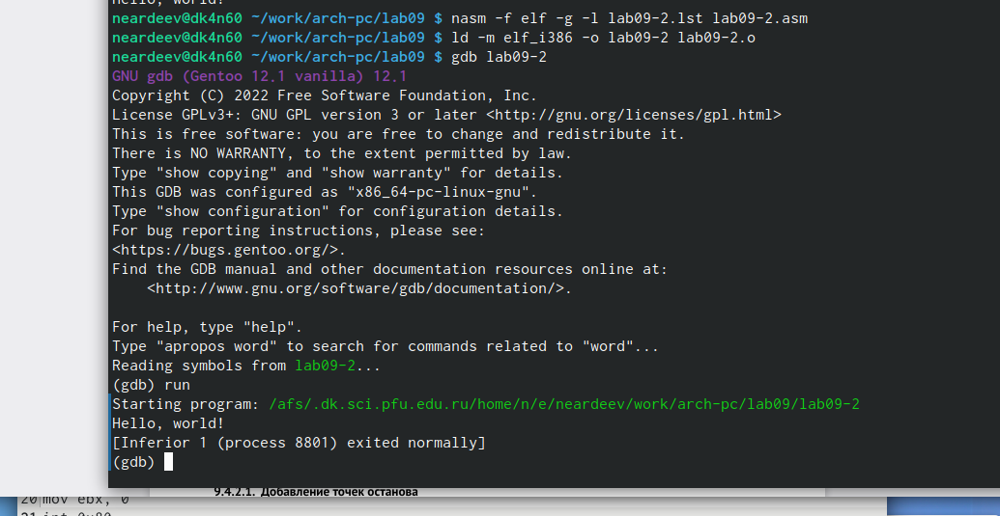 Hello, world!
neardeev@dk4n60 ~/work/arch-pc/lab09 $ nasm -f elf -g -l lab09-2.lst lab09-2.asm
neardeev@dk4n60 ~/work/arch-pc/lab09 $ ld -m elf_i386 -o lab09-2 lab09-2.o
neardeev@dk4n60 ~/work/arch-pc/lab09 $ gdb lab09-2
GNU gdb (Gentoo 12.1 vanilla) 12.1
Copyright (C) 2022 Free Software Foundation, Inc.
License GPLv3+: GNU GPL version 3 or later <http://gnu.org/licenses/gpl.html>
This is free software: you are free to change and redistribute it.
There is NO WARRANTY, to the extent permitted by law.
Type "show copying" and "show warranty" for details.
This GDB was configured as "x86_64-pc-linux-gnu".
Type "show configuration" for configuration details.
For bug reporting instructions, please see:
<https://bugs.gentoo.org/>.
Find the GDB manual and other documentation resources online at:
    <http://www.gnu.org/software/gdb/documentation/>.
For help, type "help".
Type "apropos word" to search for commands related to "word"...
Reading symbols from lab09-2...
(gdb) run
Starting program: /afs/.dk.sci.pfu.edu.ru/home/n/e/neardeev/work/arch-pc/lab09/lab09-2
Hello, world!
[Inferior 1 (process 8801) exited normally]
(gdb)
9.4.2.1. Добавление точек останова
20 mov ebx, 0
21 int 0x80